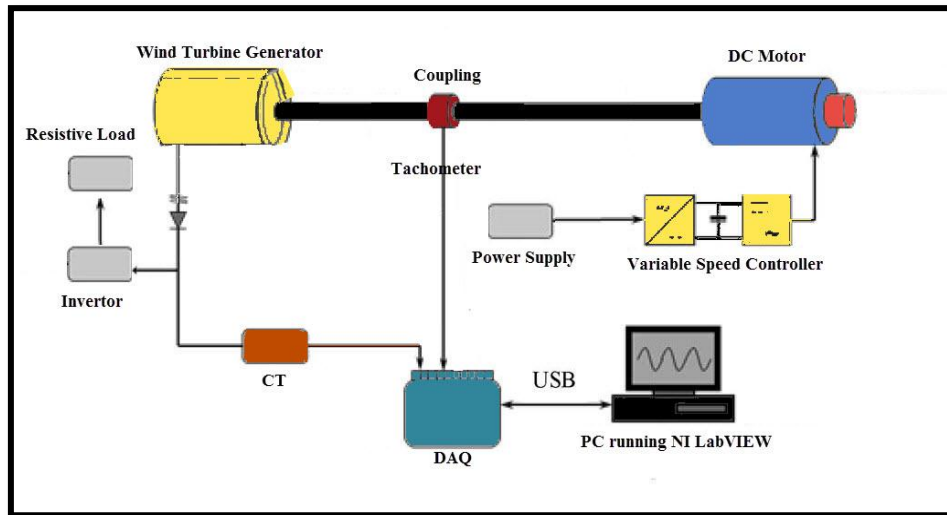 Wind Turbine Generator
DC Motor
Coupling
Resistive Load
Tachometer
Power Supply
Variable Speed Controller
Invertor
CT
USB
DAQ
PC running NI LabVIEW